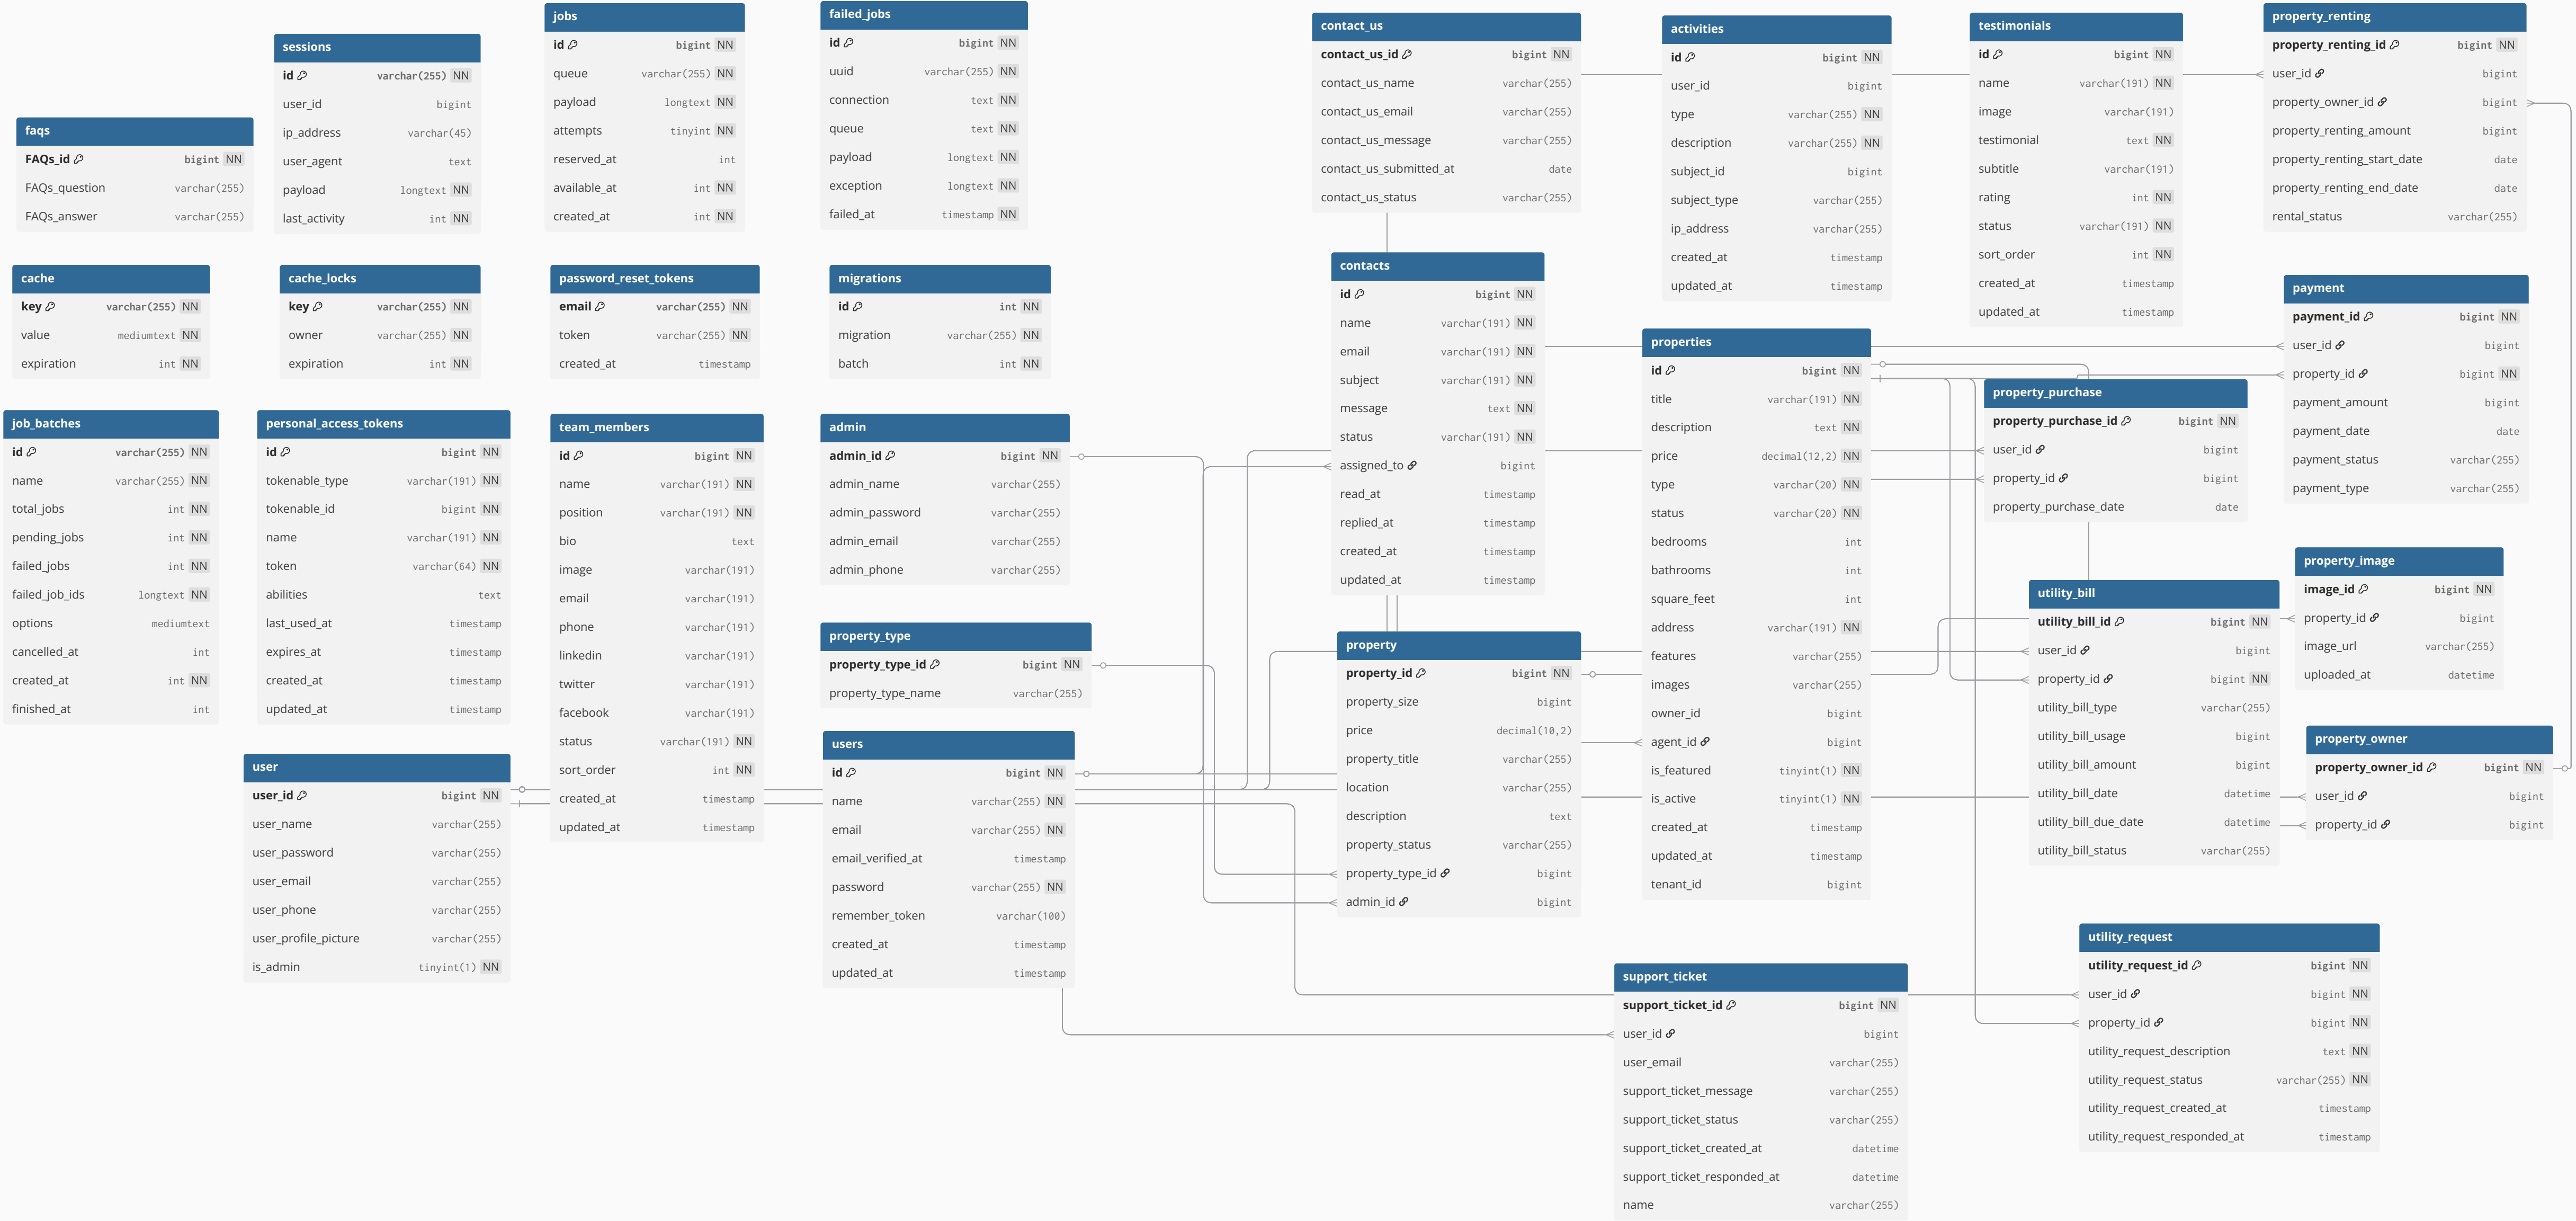 faqs
FAQs_id bigint NN
FAQs_question varchar(255)
FAQs_answer varchar(255)
sessions
id varchar(255) NN
user_id bigint
ip_address varchar(45)
user_agent text
payload longtext NN
last_activity int NN
jobs
id bigint NN
queue varchar(255) NN
payload longtext NN
attempts tinyint NN
reserved_at int
available_at int NN
created_at int NN
failed_jobs
id bigint NN
uuid varchar(255) NN
connection text NN
queue text NN
payload longtext NN
exception longtext NN
failed_at timestamp NN
contact_us
contact_us_id bigint NN
contact_us_name varchar(255)
contact_us_email varchar(255)
contact_us_message varchar(255)
contact_us_submitted_at date
contact_us_status varchar(255)
activities
id bigint NN
user_id bigint
type varchar(255) NN
description varchar(255) NN
subject_id bigint
subject_type varchar(255)
ip_address varchar(255)
created_at timestamp
updated_at timestamp
testimonials
id bigint NN
name varchar(191) NN
image varchar(191)
testimonial text NN
subtitle varchar(191)
rating int NN
status varchar(191) NN
sort_order int NN
created_at timestamp
updated_at timestamp
property_renting
property_renting_id bigint NN
user_id bigint
property_owner_id bigint
property_renting_amount bigint
property_renting_start_date date
property_renting_end_date date
rental_status varchar(255)
cache
key varchar(255) NN
value mediumtext NN
expiration int NN
cache_locks
key varchar(255) NN
owner varchar(255) NN
expiration int NN
password_reset_tokens
email varchar(255) NN
token varchar(255) NN
created_at timestamp
migrations
id int NN
migration varchar(255) NN
batch int NN
contacts
id bigint NN
name varchar(191) NN
email varchar(191) NN
subject varchar(191) NN
message text NN
status varchar(191) NN
assigned_to bigint
read_at timestamp
replied_at timestamp
created_at timestamp
updated_at timestamp
properties
id bigint NN
title varchar(191) NN
description text NN
price decimal(12,2) NN
type varchar(20) NN
status varchar(20) NN
bedrooms int
bathrooms int
square_feet int
address varchar(191) NN
features varchar(255)
images varchar(255)
owner_id bigint
agent_id bigint
is_featured tinyint(1) NN
is_active tinyint(1) NN
created_at timestamp
updated_at timestamp
tenant_id bigint
payment
payment_id bigint NN
user_id bigint
property_id bigint NN
payment_amount bigint
payment_date date
payment_status varchar(255)
payment_type varchar(255)
property_purchase
property_purchase_id bigint NN
user_id bigint
property_id bigint
property_purchase_date date
job_batches
id varchar(255) NN
name varchar(255) NN
total_jobs int NN
pending_jobs int NN
failed_jobs int NN
failed_job_ids longtext NN
options mediumtext
cancelled_at int
created_at int NN
finished_at int
personal_access_tokens
id bigint NN
tokenable_type varchar(191) NN
tokenable_id bigint NN
name varchar(191) NN
token varchar(64) NN
abilities text
last_used_at timestamp
expires_at timestamp
created_at timestamp
updated_at timestamp
team_members
id bigint NN
name varchar(191) NN
position varchar(191) NN
bio text
image varchar(191)
email varchar(191)
phone varchar(191)
linkedin varchar(191)
twitter varchar(191)
facebook varchar(191)
status varchar(191) NN
sort_order int NN
created_at timestamp
updated_at timestamp
admin
admin_id bigint NN
admin_name varchar(255)
admin_password varchar(255)
admin_email varchar(255)
admin_phone varchar(255)
property_type
property_type_id bigint NN
property_type_name varchar(255)
property
property_id bigint NN
property_size bigint
price decimal(10,2)
property_title varchar(255)
location varchar(255)
description text
property_status varchar(255)
property_type_id bigint
admin_id bigint
utility_bill
utility_bill_id bigint NN
user_id bigint
property_id bigint NN
utility_bill_type varchar(255)
utility_bill_usage bigint
utility_bill_amount bigint
utility_bill_date datetime
utility_bill_due_date datetime
utility_bill_status varchar(255)
property_image
image_id bigint NN
property_id bigint
image_url varchar(255)
uploaded_at datetime
property_owner
property_owner_id bigint NN
user_id bigint
property_id bigint
user
user_id bigint NN
user_name varchar(255)
user_password varchar(255)
user_email varchar(255)
user_phone varchar(255)
user_profile_picture varchar(255)
is_admin tinyint(1) NN
users
id bigint NN
name varchar(255) NN
email varchar(255) NN
email_verified_at timestamp
password varchar(255) NN
remember_token varchar(100)
created_at timestamp
updated_at timestamp
support_ticket
support_ticket_id bigint NN
user_id bigint
user_email varchar(255)
support_ticket_message varchar(255)
support_ticket_status varchar(255)
support_ticket_created_at datetime
support_ticket_responded_at datetime
name varchar(255)
utility_request
utility_request_id bigint NN
user_id bigint NN
property_id bigint NN
utility_request_description text NN
utility_request_status varchar(255) NN
utility_request_created_at timestamp
utility_request_responded_at timestamp